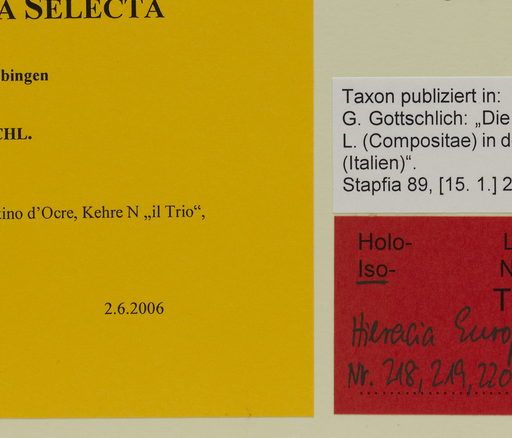 A SELECTA
bingen
CHL.
tino d'Ocre, Kehre N „il Trio“,
2.6.2006
Taxon publiziert in:
G. Gottschlich: „Die
L. (Compositae) in d
(Italien)“.
Stapfia 89, [15. 1.] 2
Holo- L
Iso- N
T
Hieracia Europ
Nr. 218, 219, 220